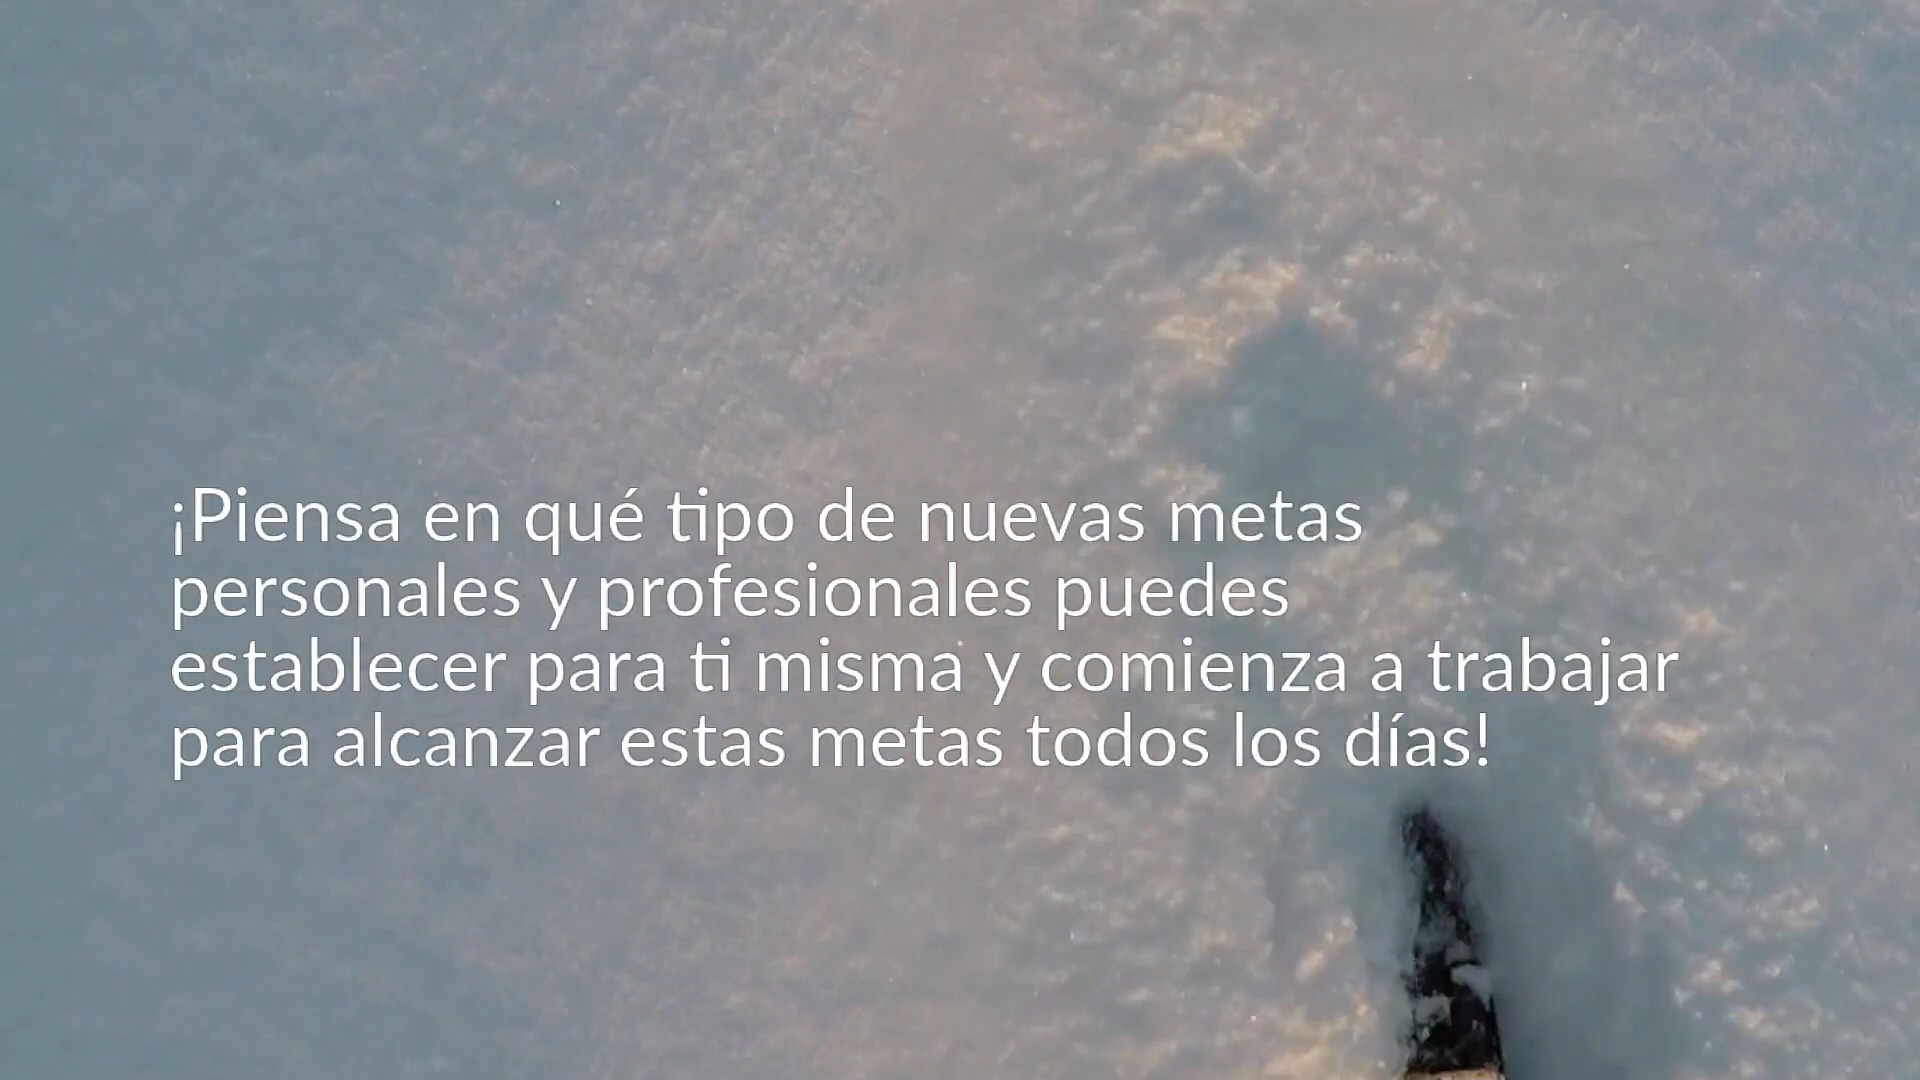 ¡Piensa en qué tipo de nuevas metas
personales y profesionales puedes
establecer para ti misma y comienza a trabajar
para alcanzar estas metas todos los días!